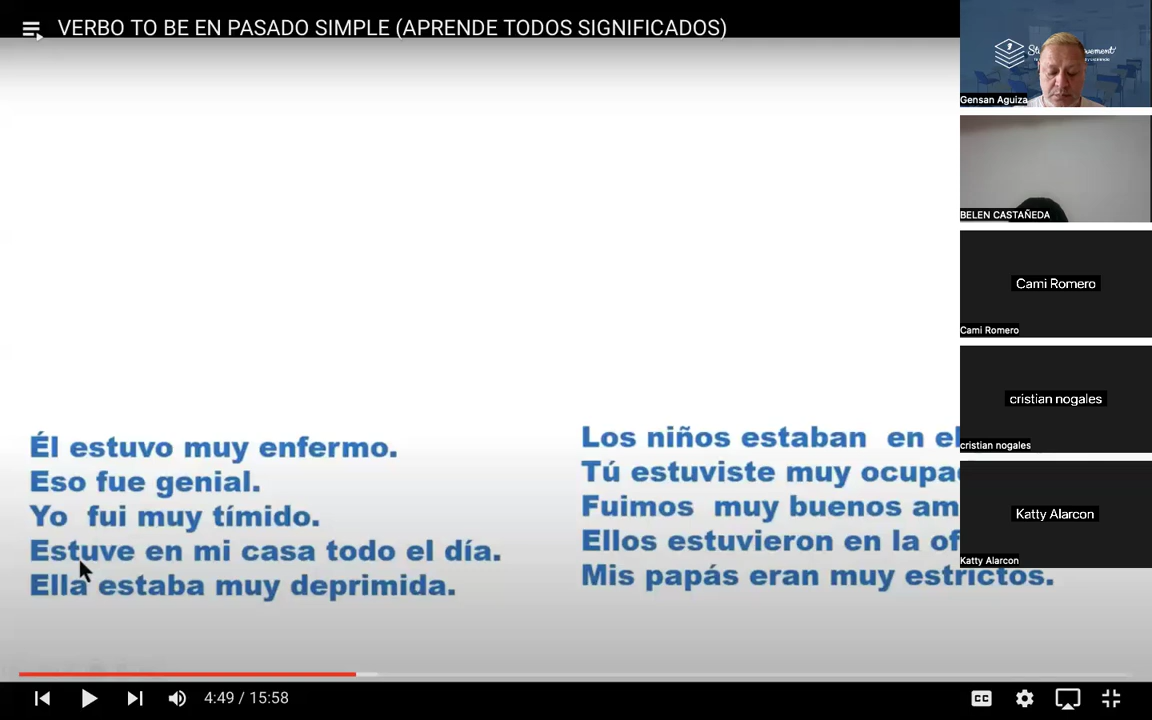 VERBO TO BE EN PASADO SIMPLE (APRENDE TODOS SIGNIFICADOS)
Gensan Aguiza
BELEN CASTAÑEDA
Cami Romero
Cami Romero
cristian nogales
cristian nogales
Katty Alarcon
Katty Alarcon
Él estuvo muy enfermo.
Eso fue genial.
Yo fui muy tímido.
Estuve en mi casa todo el día.
Ella estaba muy deprimida.
Los niños estaban en el
Tú estuviste muy
Fuimos muy buenos
Ellos estuvieron en la
Mis papás eran muy estrictos.
4:49 / 15:58
CC